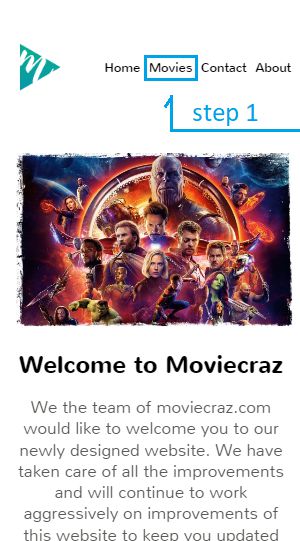 Home Movies Contact About
step 1
Welcome to Moviecraz
We the team of moviecraz.com
would like to welcome you to our
newly designed website. We have
taken care of all the improvements
and will continue to work
aggressively on improvements of
this website to keep you updated